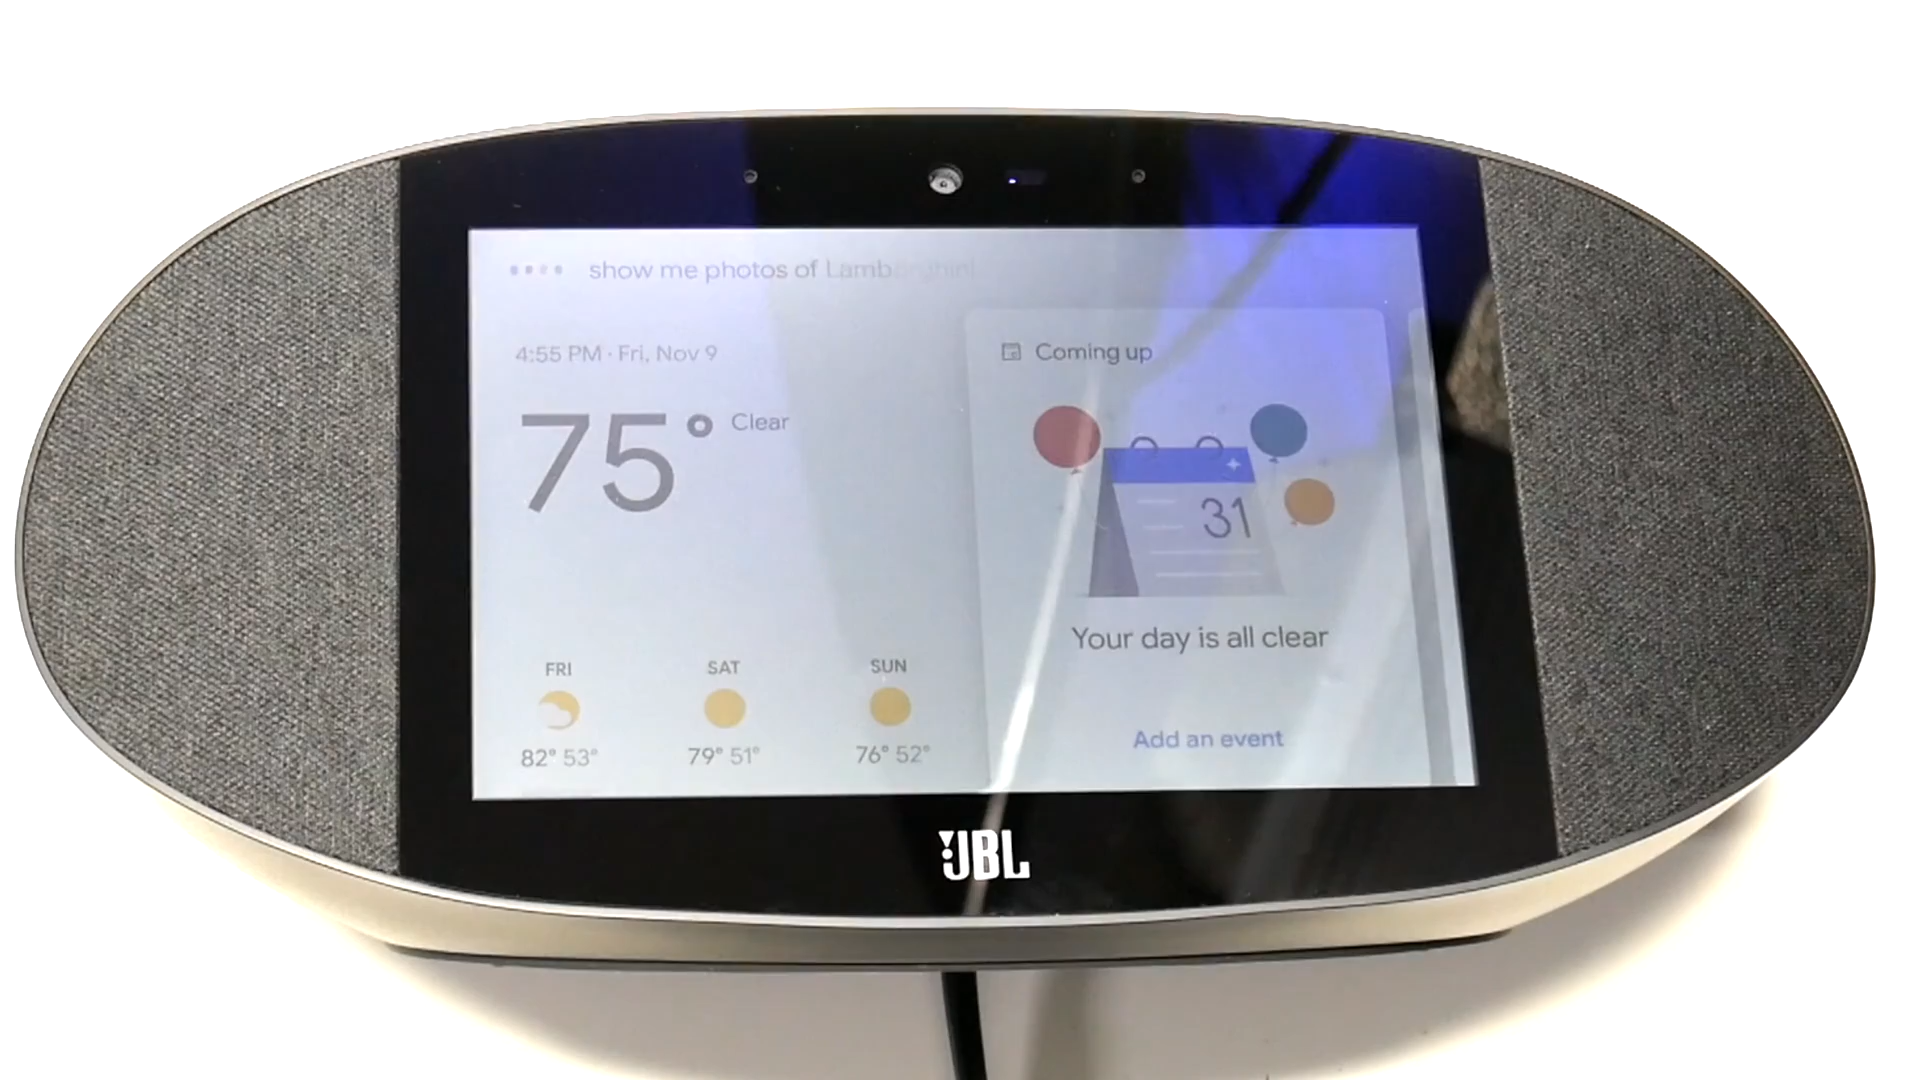 show me photos of Lamborghini
4:55 PM · Fri, Nov 9
75° Clear
FRI SAT SUN
82° 53° 79° 51° 76° 52°
Coming up
31
Your day is all clear
Add an event
JBL